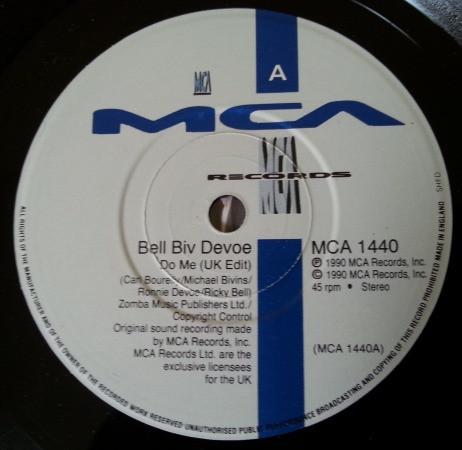 A
MCA
MCA
RECORDS
MCA
Bell Biv Devoe
Do Me (UK Edit)
(Carl Boure /Michael Bivins/
Ronnie Devoe/Ricky Bell)
Zomba Music Publishers Ltd./
Copyright Control
Original sound recording made
by MCA Records, Inc.
MCA Records Ltd. are the
exclusive licensees
for the UK
MCA 1440
℗ 1990 MCA Records, Inc.
© 1990 MCA Records, Inc.
45 rpm • Stereo
(MCA 1440A)
SHED
ALL RIGHTS OF THE MANUFACTURER AND OF THE OWNER OF THE RECORDED WORK RESERVED UNAUTHORISED PUBLIC PERFORMANCE BROADCASTING AND COPYING OF THIS RECORD PROHIBITED MADE IN ENGLAND